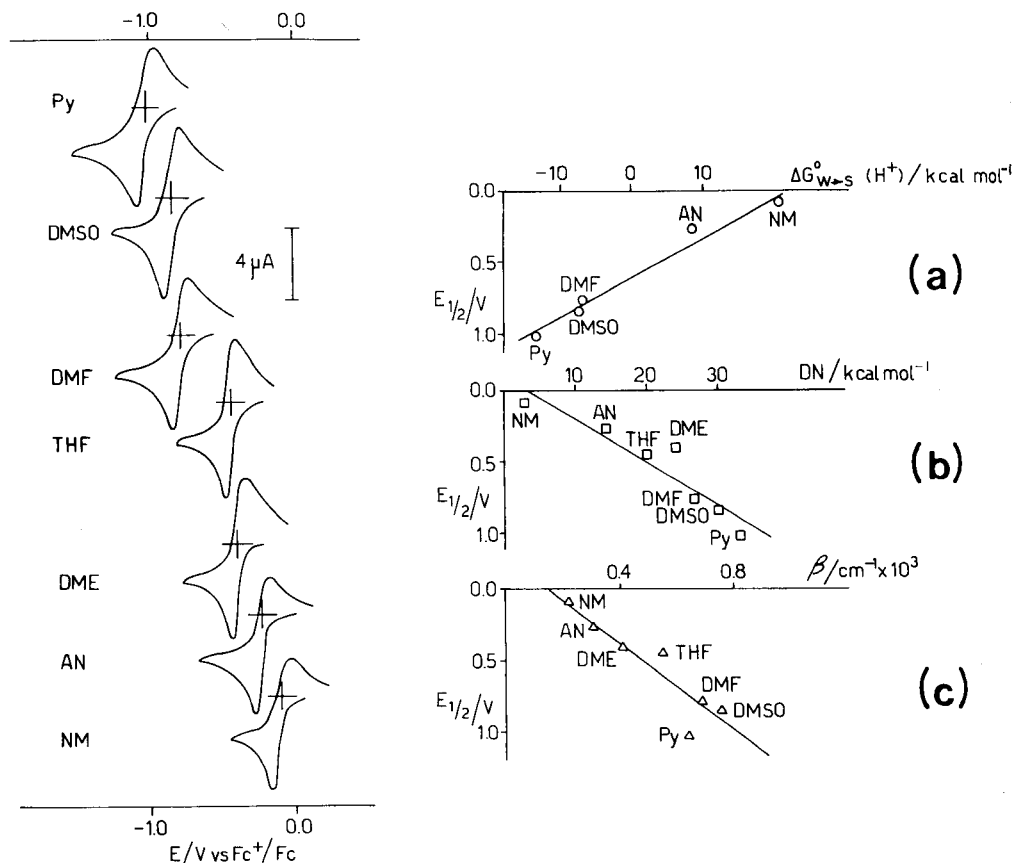 -1.0 0.0
Py
DMSO
4 µA
DMF
THF
DME
AN
NM
-1.0 0.0
E/V vs Fc⁺/Fc
-10 0 10 ΔG°w→s (H⁺)/kcal mol⁻¹
0.0
AN
NM
0.5
DMF
E1/2/V
DMSO
1.0
Py
(a)
10 20 30 DN/kcal mol⁻¹
0.0
NM
AN
THF
DME
0.5
DMF
E1/2/V
DMSO
1.0
Py
(b)
0.4 0.8 β/cm⁻¹x10³
0.0
NM
AN
DME
THF
0.5
DMF
E1/2/V
DMSO
1.0
Py
(c)